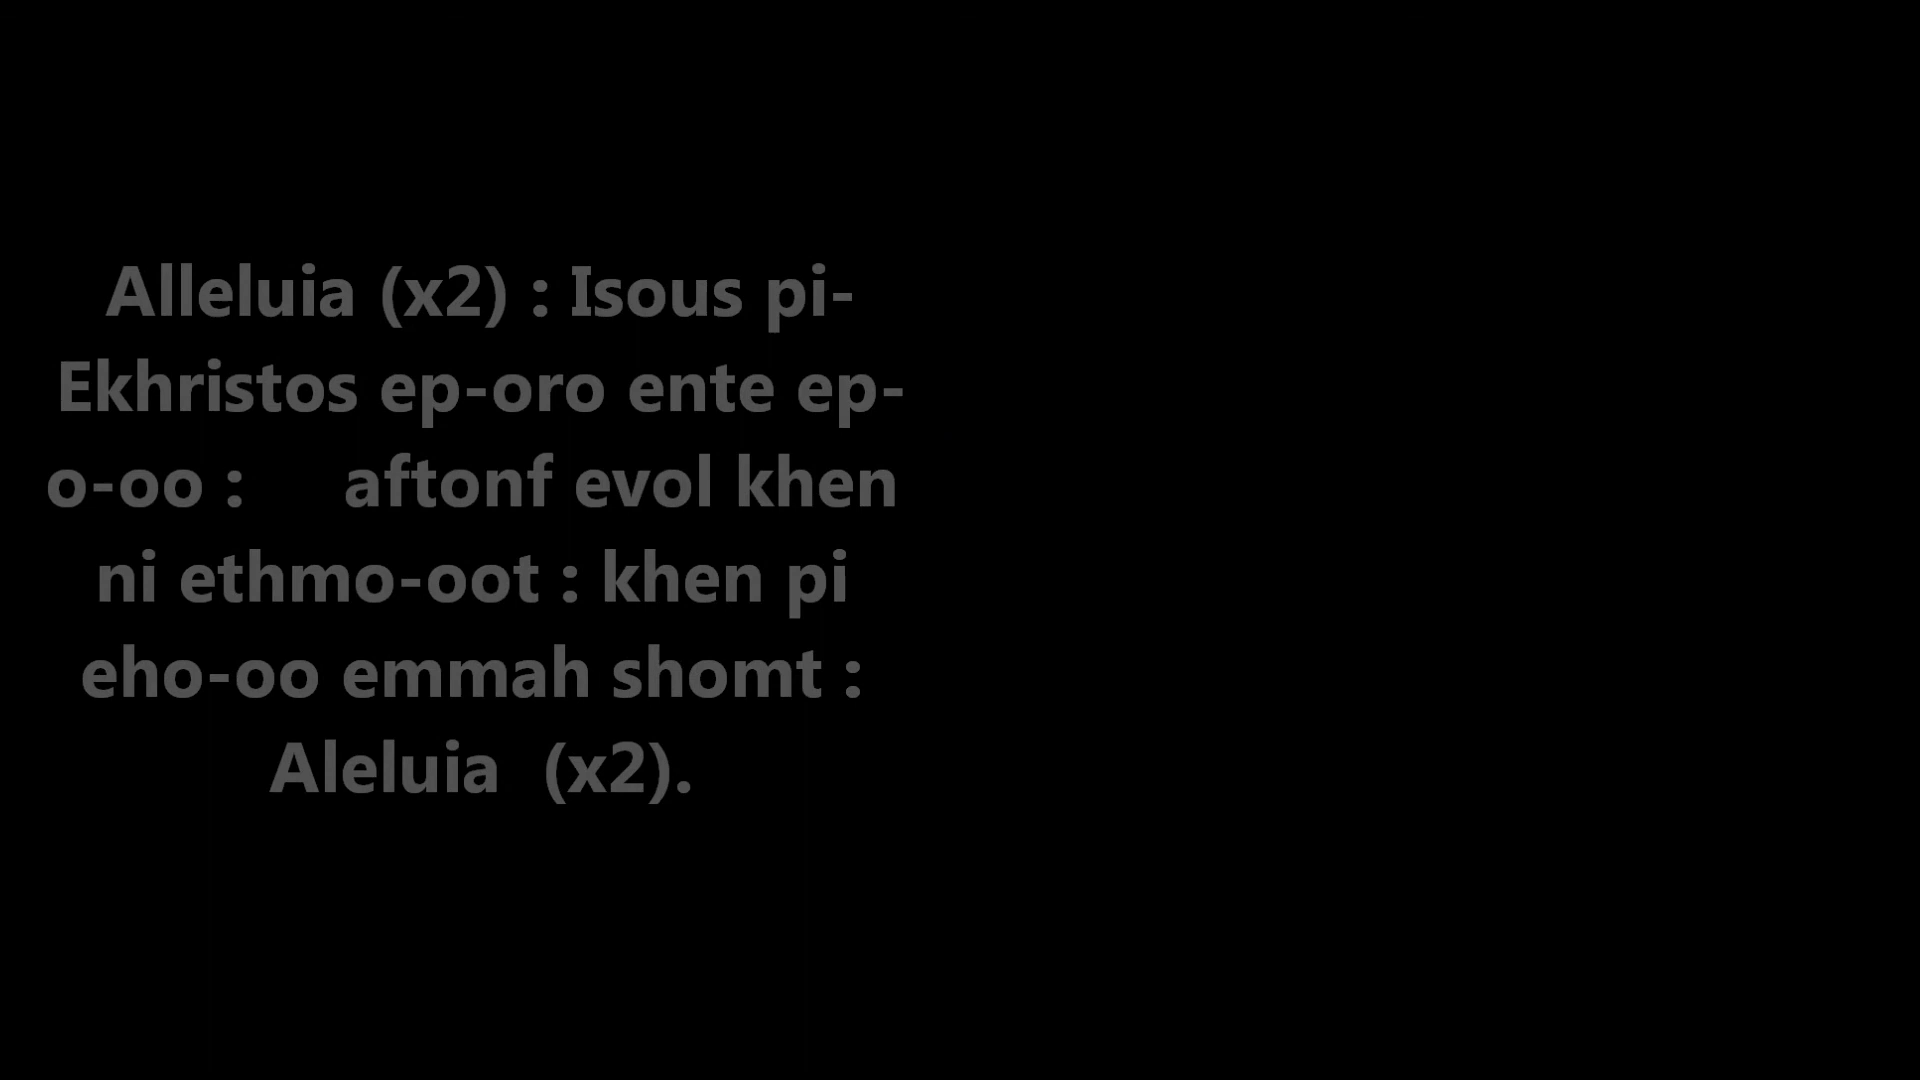 Alleluia (x2) : Isous pi-
Ekhristos ep-oro ente ep-
o-oo : aftonf evol khen
ni ethmo-oot : khen pi
eho-oo emmah shomt :
Aleluia (x2).